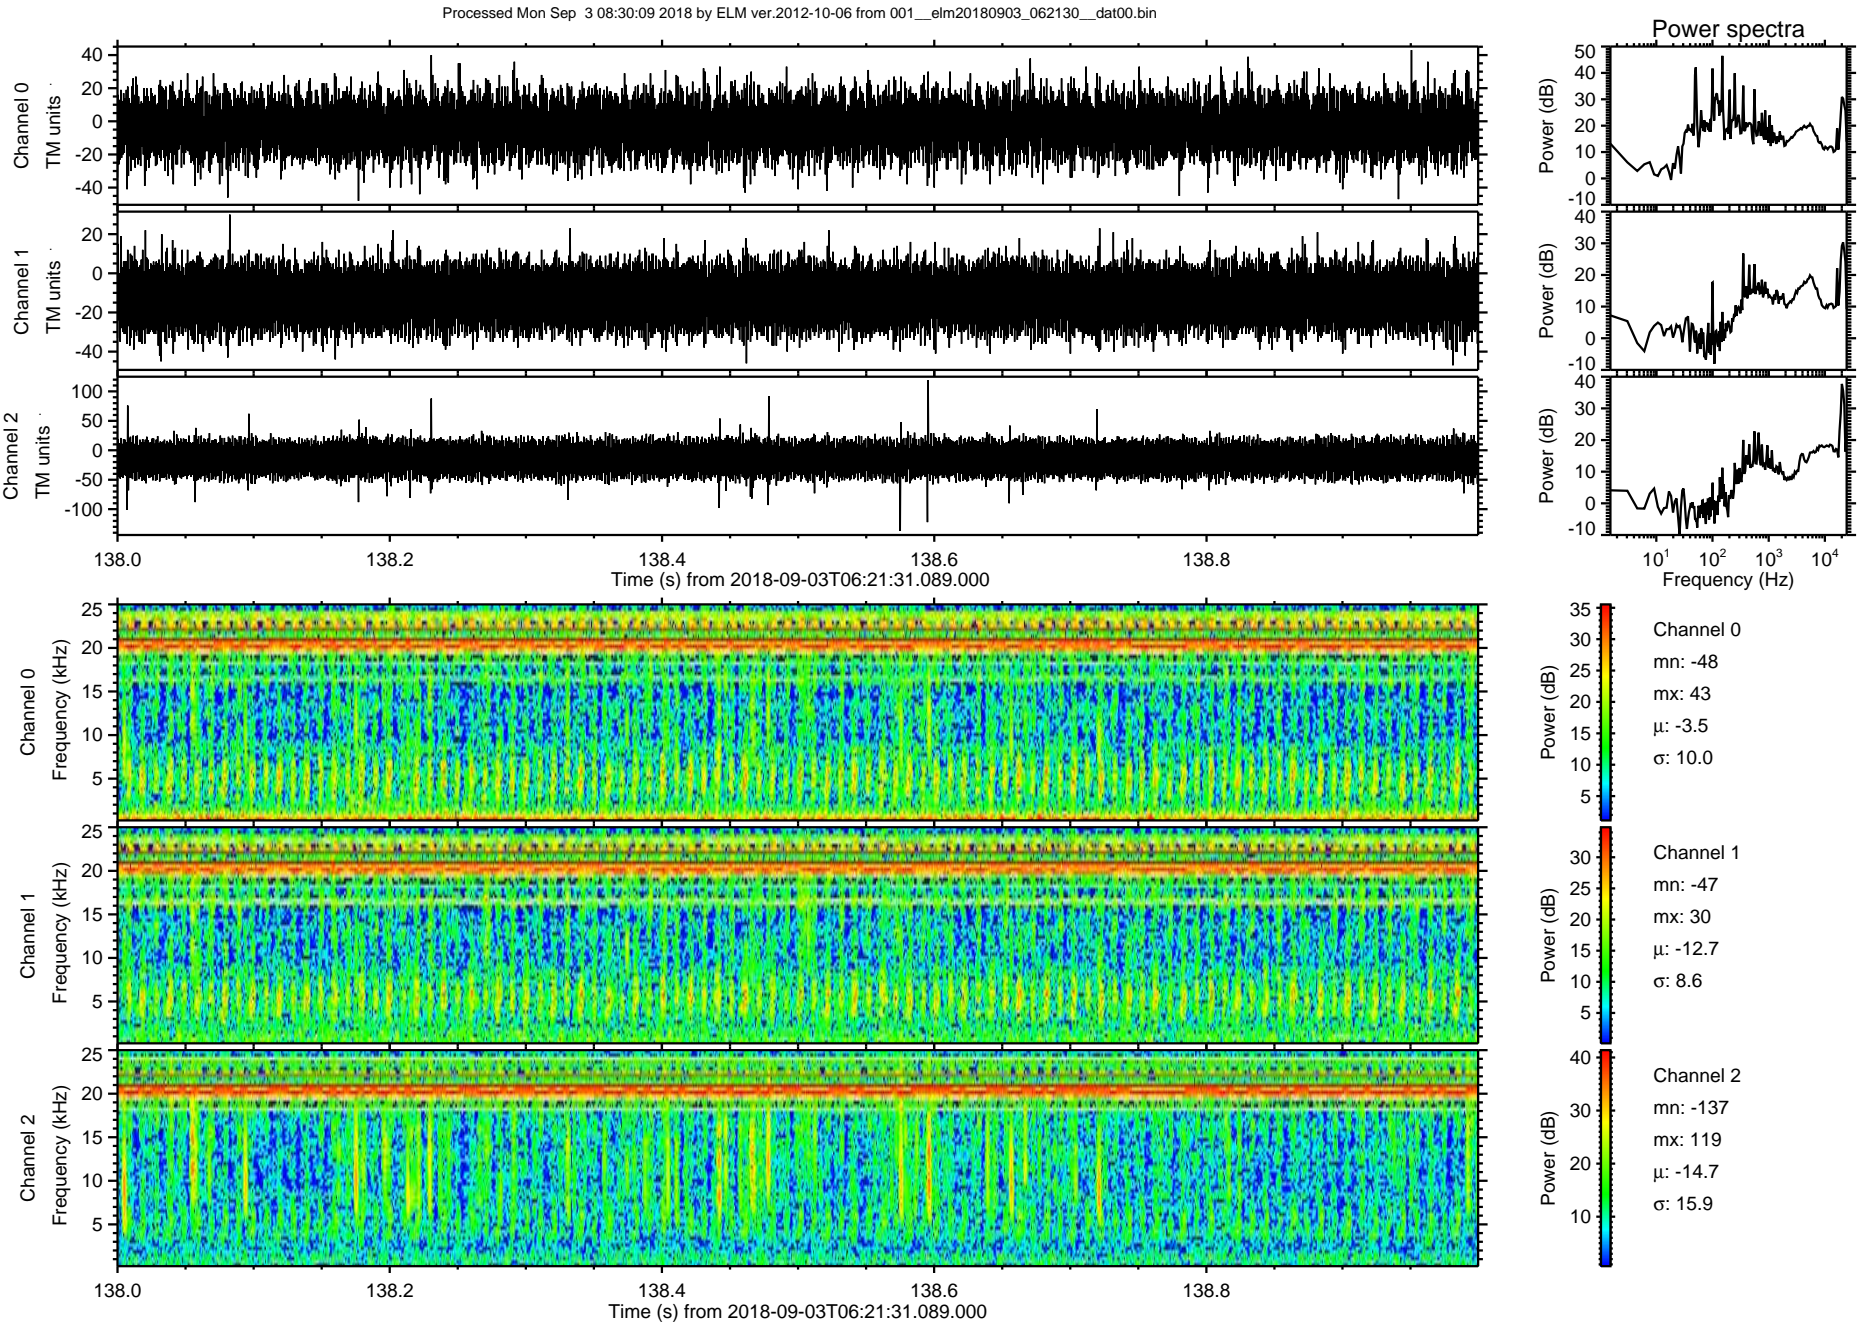 Processed Mon Sep  3 08:30:09 2018 by ELM ver.2012-10-06 from 001__elm20180903_062130__dat00.bin
Power spectra
Channel 0
TM units
40
20
0
-20
-40
Power (dB)
50
40
30
20
10
0
-10
Channel 1
TM units
20
0
-20
-40
Power (dB)
40
30
20
10
0
-10
Channel 2
TM units
100
50
0
-50
-100
Power (dB)
40
30
20
10
0
-10
138.0 138.2 138.4 138.6 138.8
Time (s) from 2018-09-03T06:21:31.089.000
10¹ 10² 10³ 10⁴
Frequency (Hz)
Channel 0
Frequency (kHz)
25
20
15
10
5
Power (dB)
35
30
25
20
15
10
5
Channel 0
mn: -48
mx: 43
μ: -3.5
σ: 10.0
Channel 1
Frequency (kHz)
25
20
15
10
5
Power (dB)
30
25
20
15
10
5
Channel 1
mn: -47
mx: 30
μ: -12.7
σ: 8.6
Channel 2
Frequency (kHz)
25
20
15
10
5
Power (dB)
40
30
20
10
Channel 2
mn: -137
mx: 119
μ: -14.7
σ: 15.9
138.0 138.2 138.4 138.6 138.8
Time (s) from 2018-09-03T06:21:31.089.000